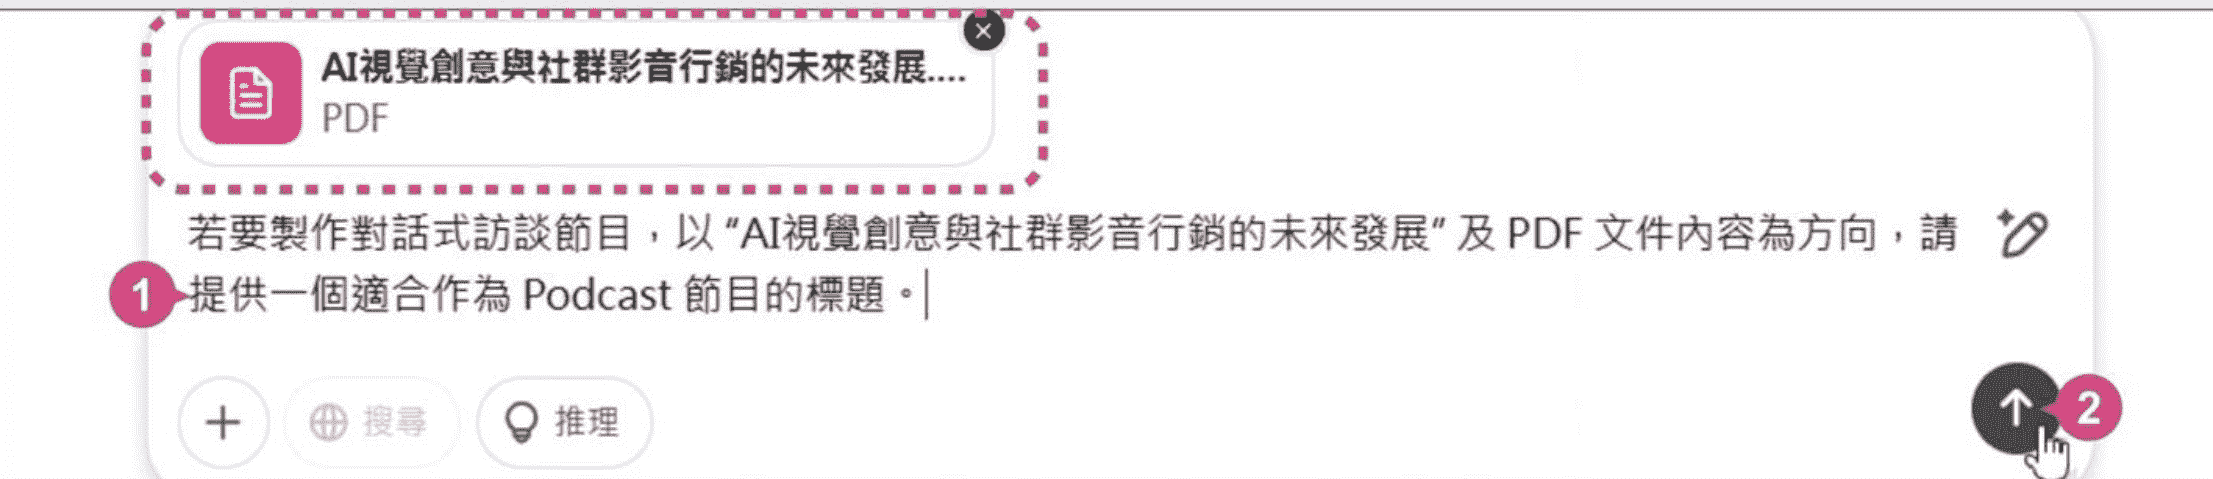 AI視覺創意與社群影音行銷的未來發展....
PDF
若要製作對話式訪談節目，以 “AI視覺創意與社群影音行銷的未來發展” 及 PDF 文件內容為方向，請
1 提供一個適合作為 Podcast 節目的標題。
搜尋 推理 2